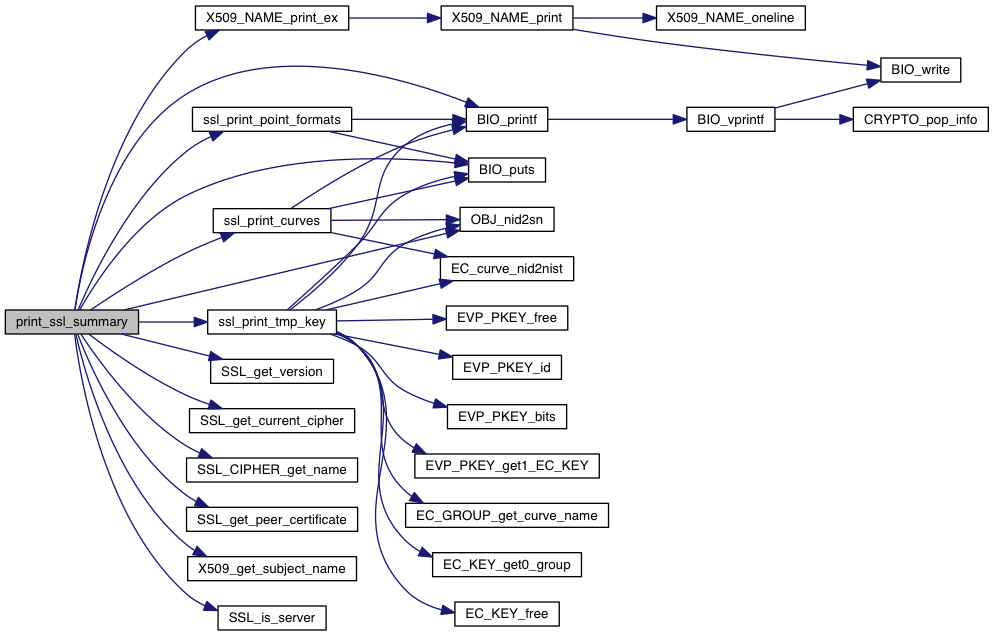 X509_NAME_print_ex
X509_NAME_print
X509_NAME_oneline
BIO_write
ssl_print_point_formats
BIO_printf
BIO_vprintf
CRYPTO_pop_info
BIO_puts
ssl_print_curves
OBJ_nid2sn
EC_curve_nid2nist
print_ssl_summary
ssl_print_tmp_key
EVP_PKEY_free
SSL_get_version
EVP_PKEY_id
SSL_get_current_cipher
EVP_PKEY_bits
SSL_CIPHER_get_name
EVP_PKEY_get1_EC_KEY
SSL_get_peer_certificate
EC_GROUP_get_curve_name
X509_get_subject_name
EC_KEY_get0_group
SSL_is_server
EC_KEY_free